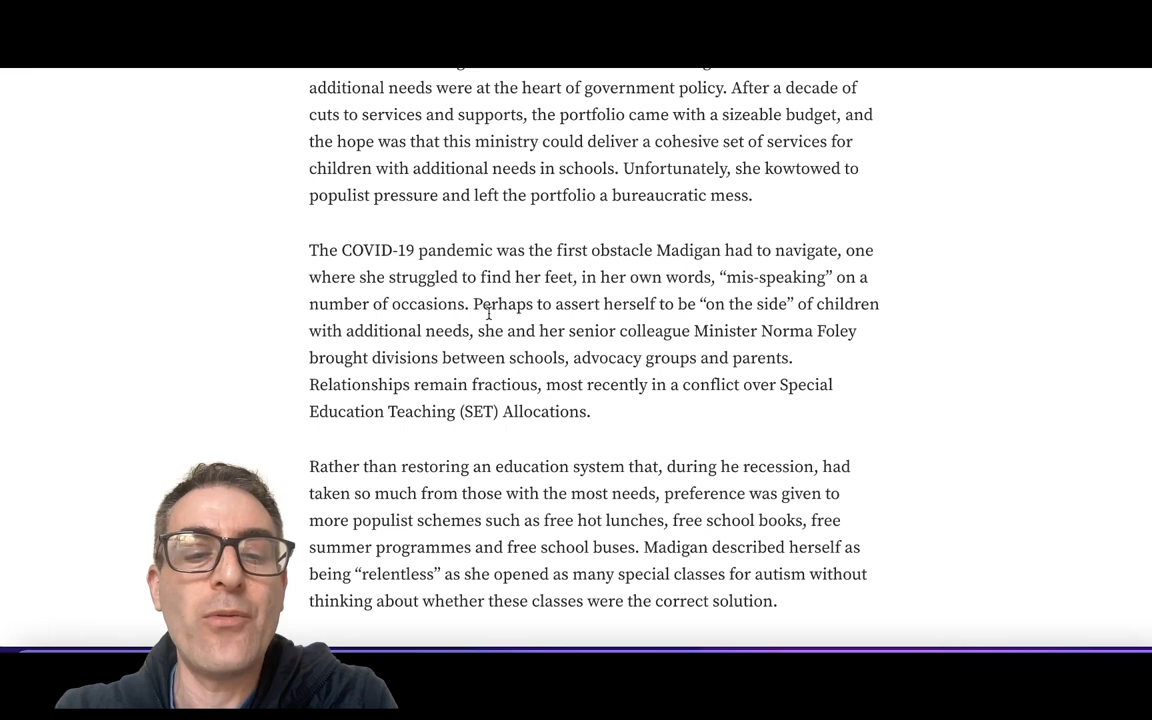 additional needs were at the heart of government policy. After a decade of
cuts to services and supports, the portfolio came with a sizeable budget, and
the hope was that this ministry could deliver a cohesive set of services for
children with additional needs in schools. Unfortunately, she kowtowed to
populist pressure and left the portfolio a bureaucratic mess.
The COVID-19 pandemic was the first obstacle Madigan had to navigate, one
where she struggled to find her feet, in her own words, “mis-speaking” on a
number of occasions. Perhaps to assert herself to be “on the side” of children
with additional needs, she and her senior colleague Minister Norma Foley
brought divisions between schools, advocacy groups and parents.
Relationships remain fractious, most recently in a conflict over Special
Education Teaching (SET) Allocations.
Rather than restoring an education system that, during he recession, had
taken so much from those with the most needs, preference was given to
more populist schemes such as free hot lunches, free school books, free
summer programmes and free school buses. Madigan described herself as
being “relentless” as she opened as many special classes for autism without
thinking about whether these classes were the correct solution.